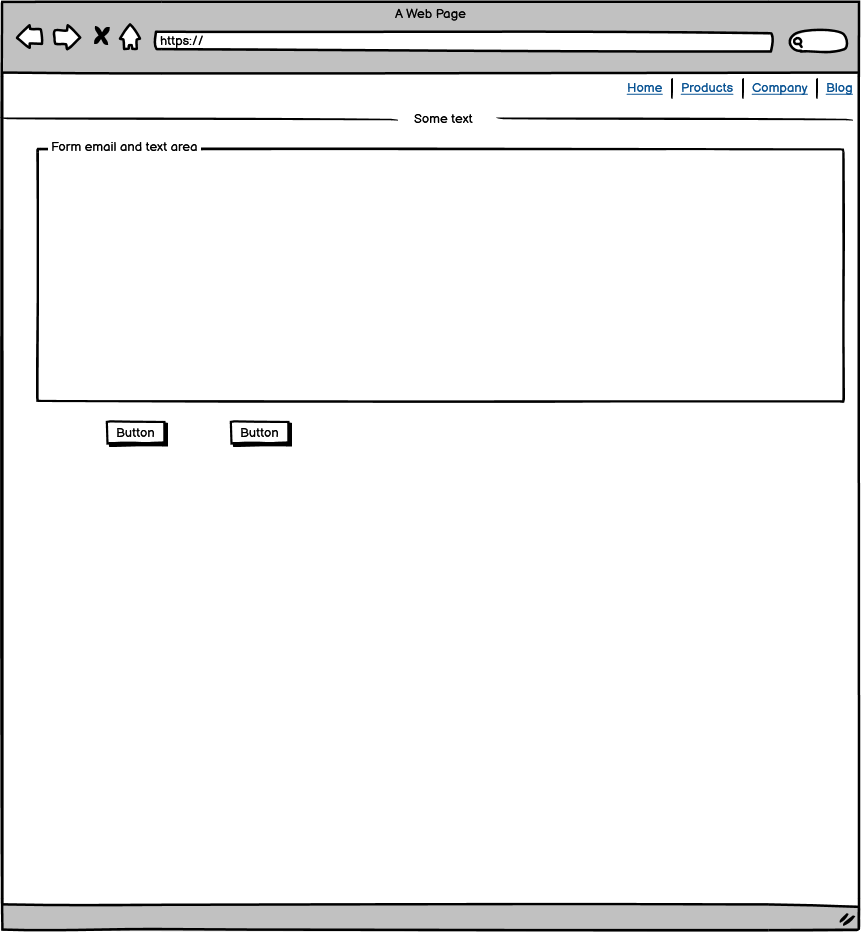 A Web Page
https://
Home Products Company Blog
Some text
Form email and text area
Button Button